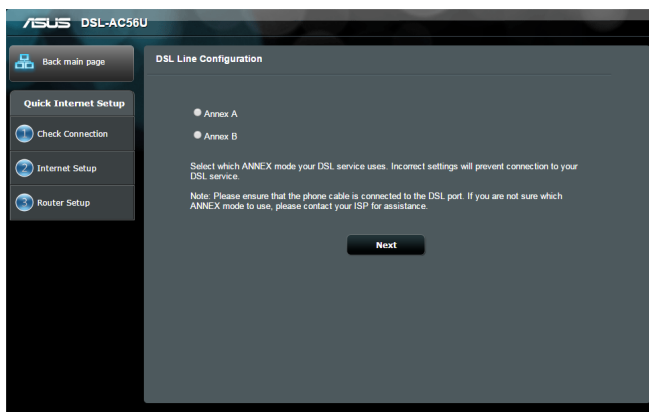 ASUS DSL-AC56U
Back main page
Quick Internet Setup
1 Check Connection
2 Internet Setup
3 Router Setup
DSL Line Configuration
Annex A
Annex B
Select which ANNEX mode your DSL service uses. Incorrect settings will prevent connection to your
DSL service.
Note: Please ensure that the phone cable is connected to the DSL port. If you are not sure which
ANNEX mode to use, please contact your ISP for assistance.
Next